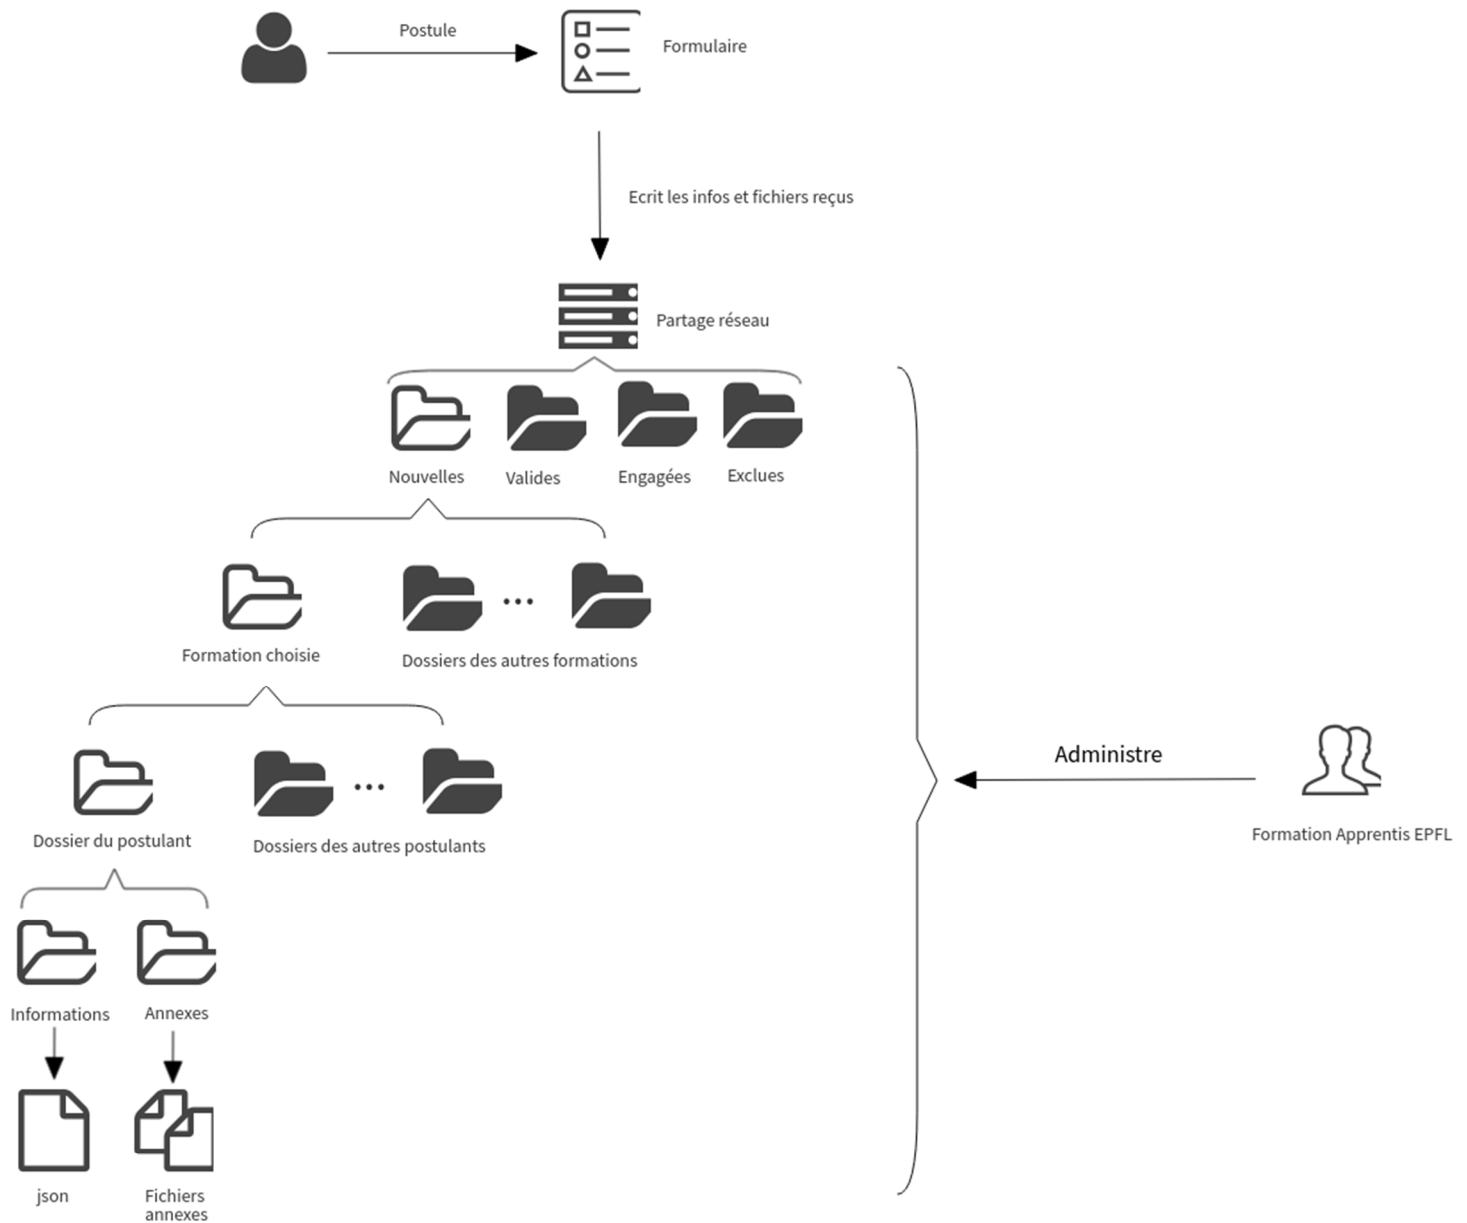 Postule
Formulaire
Ecrit les infos et fichiers reçus
Partage réseau
Nouvelles
Valides
Engagées
Exclues
Formation choisie
Dossiers des autres formations
Administre
Formation Apprentis EPFL
Dossier du postulant
Dossiers des autres postulants
Informations
Annexes
json
Fichiers
annexes